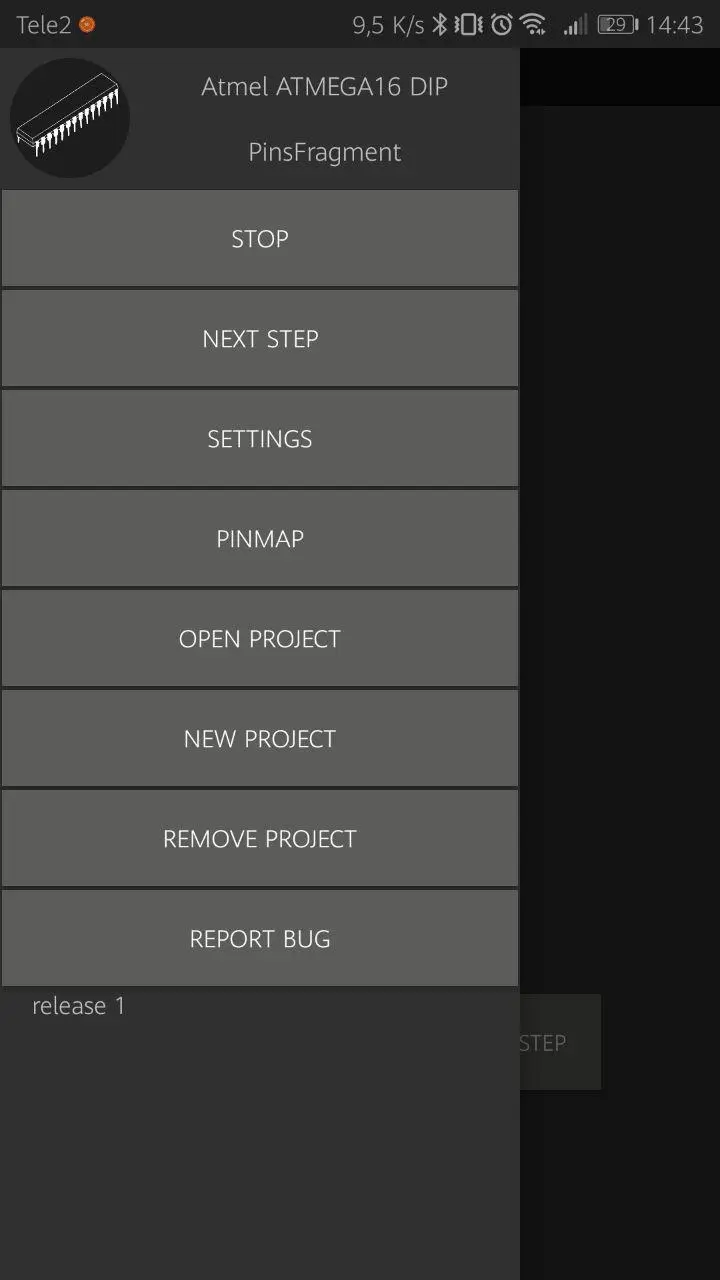 Tele2 9,5 K/s 29 14:43
Atmel ATMEGA16 DIP
PinsFragment
STOP
NEXT STEP
SETTINGS
PINMAP
OPEN PROJECT
NEW PROJECT
REMOVE PROJECT
REPORT BUG
release 1
STEP